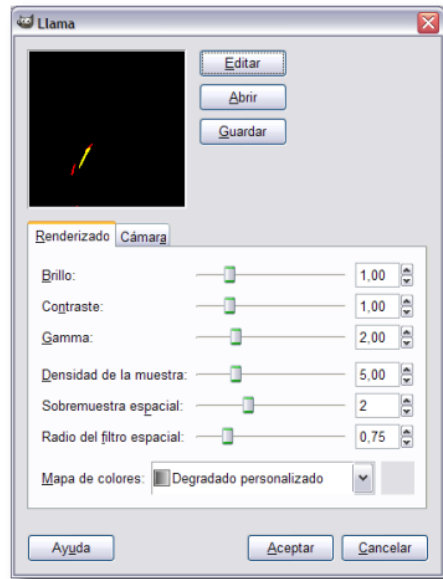 Llama
Editar
Abrir
Guardar
Renderizado Cámara
Brillo: 1,00
Contraste: 1,00
Gamma: 2,00
Densidad de la muestra: 5,00
Sobremuestra espacial: 2
Radio del filtro espacial: 0,75
Mapa de colores: Degradado personalizado
Ayuda Aceptar Cancelar